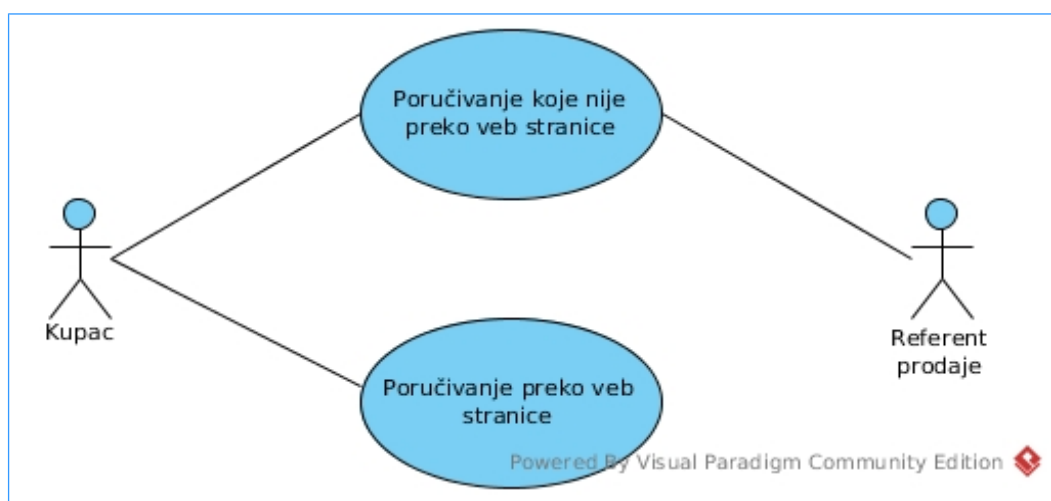 Poručivanje koje nije
preko veb stranice
Kupac
Referent
prodaje
Poručivanje preko veb
stranice
Powered By Visual Paradigm Community Edition